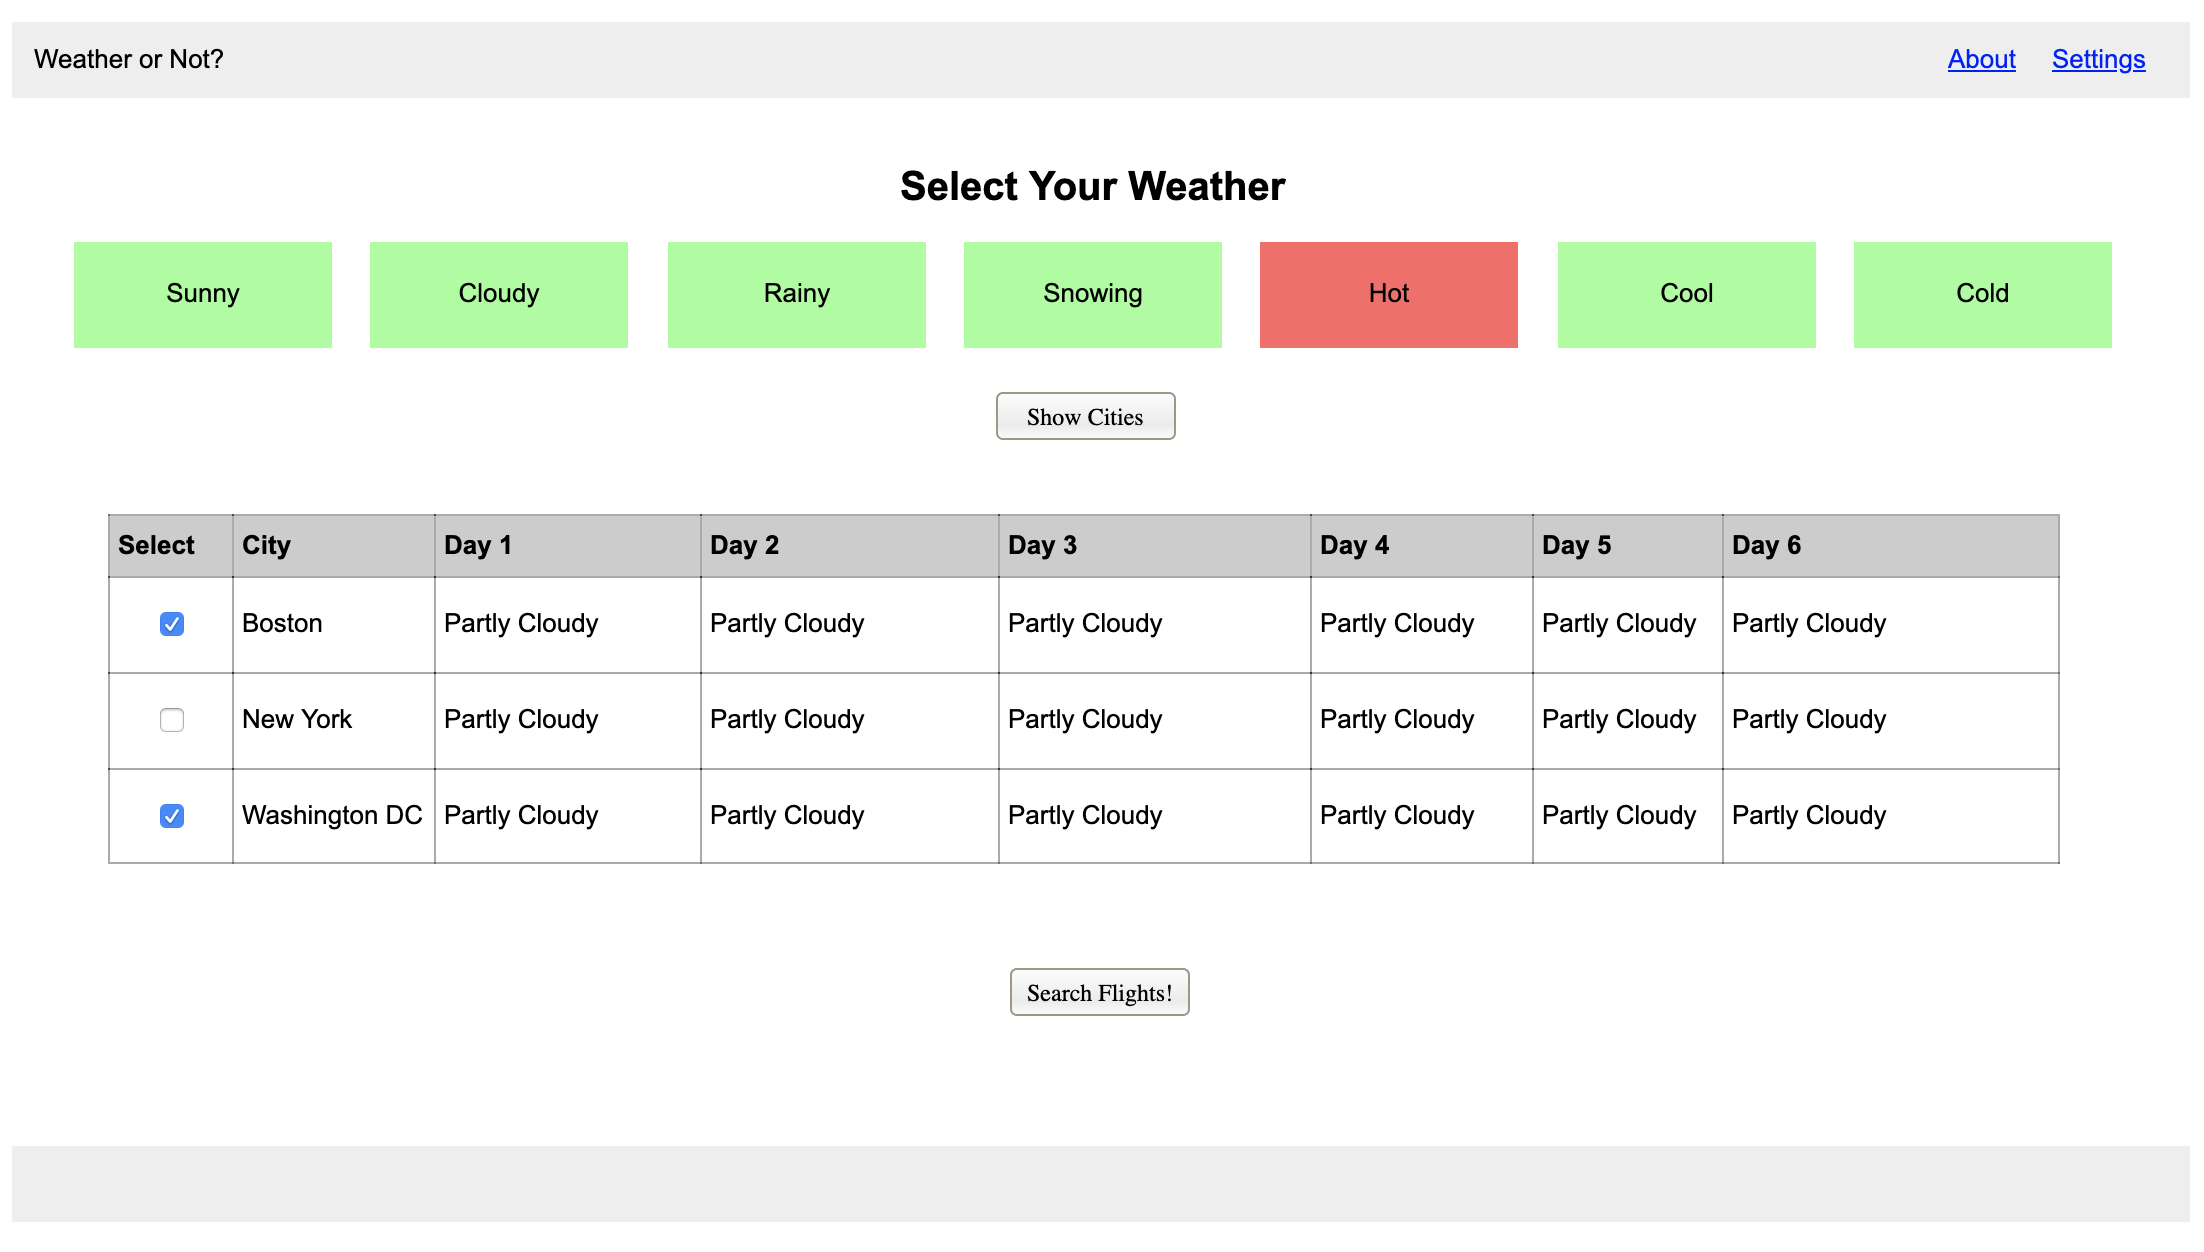 Weather or Not? About Settings
Select Your Weather
Sunny Cloudy Rainy Snowing Hot Cool Cold
Show Cities
Select City Day 1 Day 2 Day 3 Day 4 Day 5 Day 6
Boston Partly Cloudy Partly Cloudy Partly Cloudy Partly Cloudy Partly Cloudy Partly Cloudy
New York Partly Cloudy Partly Cloudy Partly Cloudy Partly Cloudy Partly Cloudy Partly Cloudy
Washington DC Partly Cloudy Partly Cloudy Partly Cloudy Partly Cloudy Partly Cloudy Partly Cloudy
Search Flights!